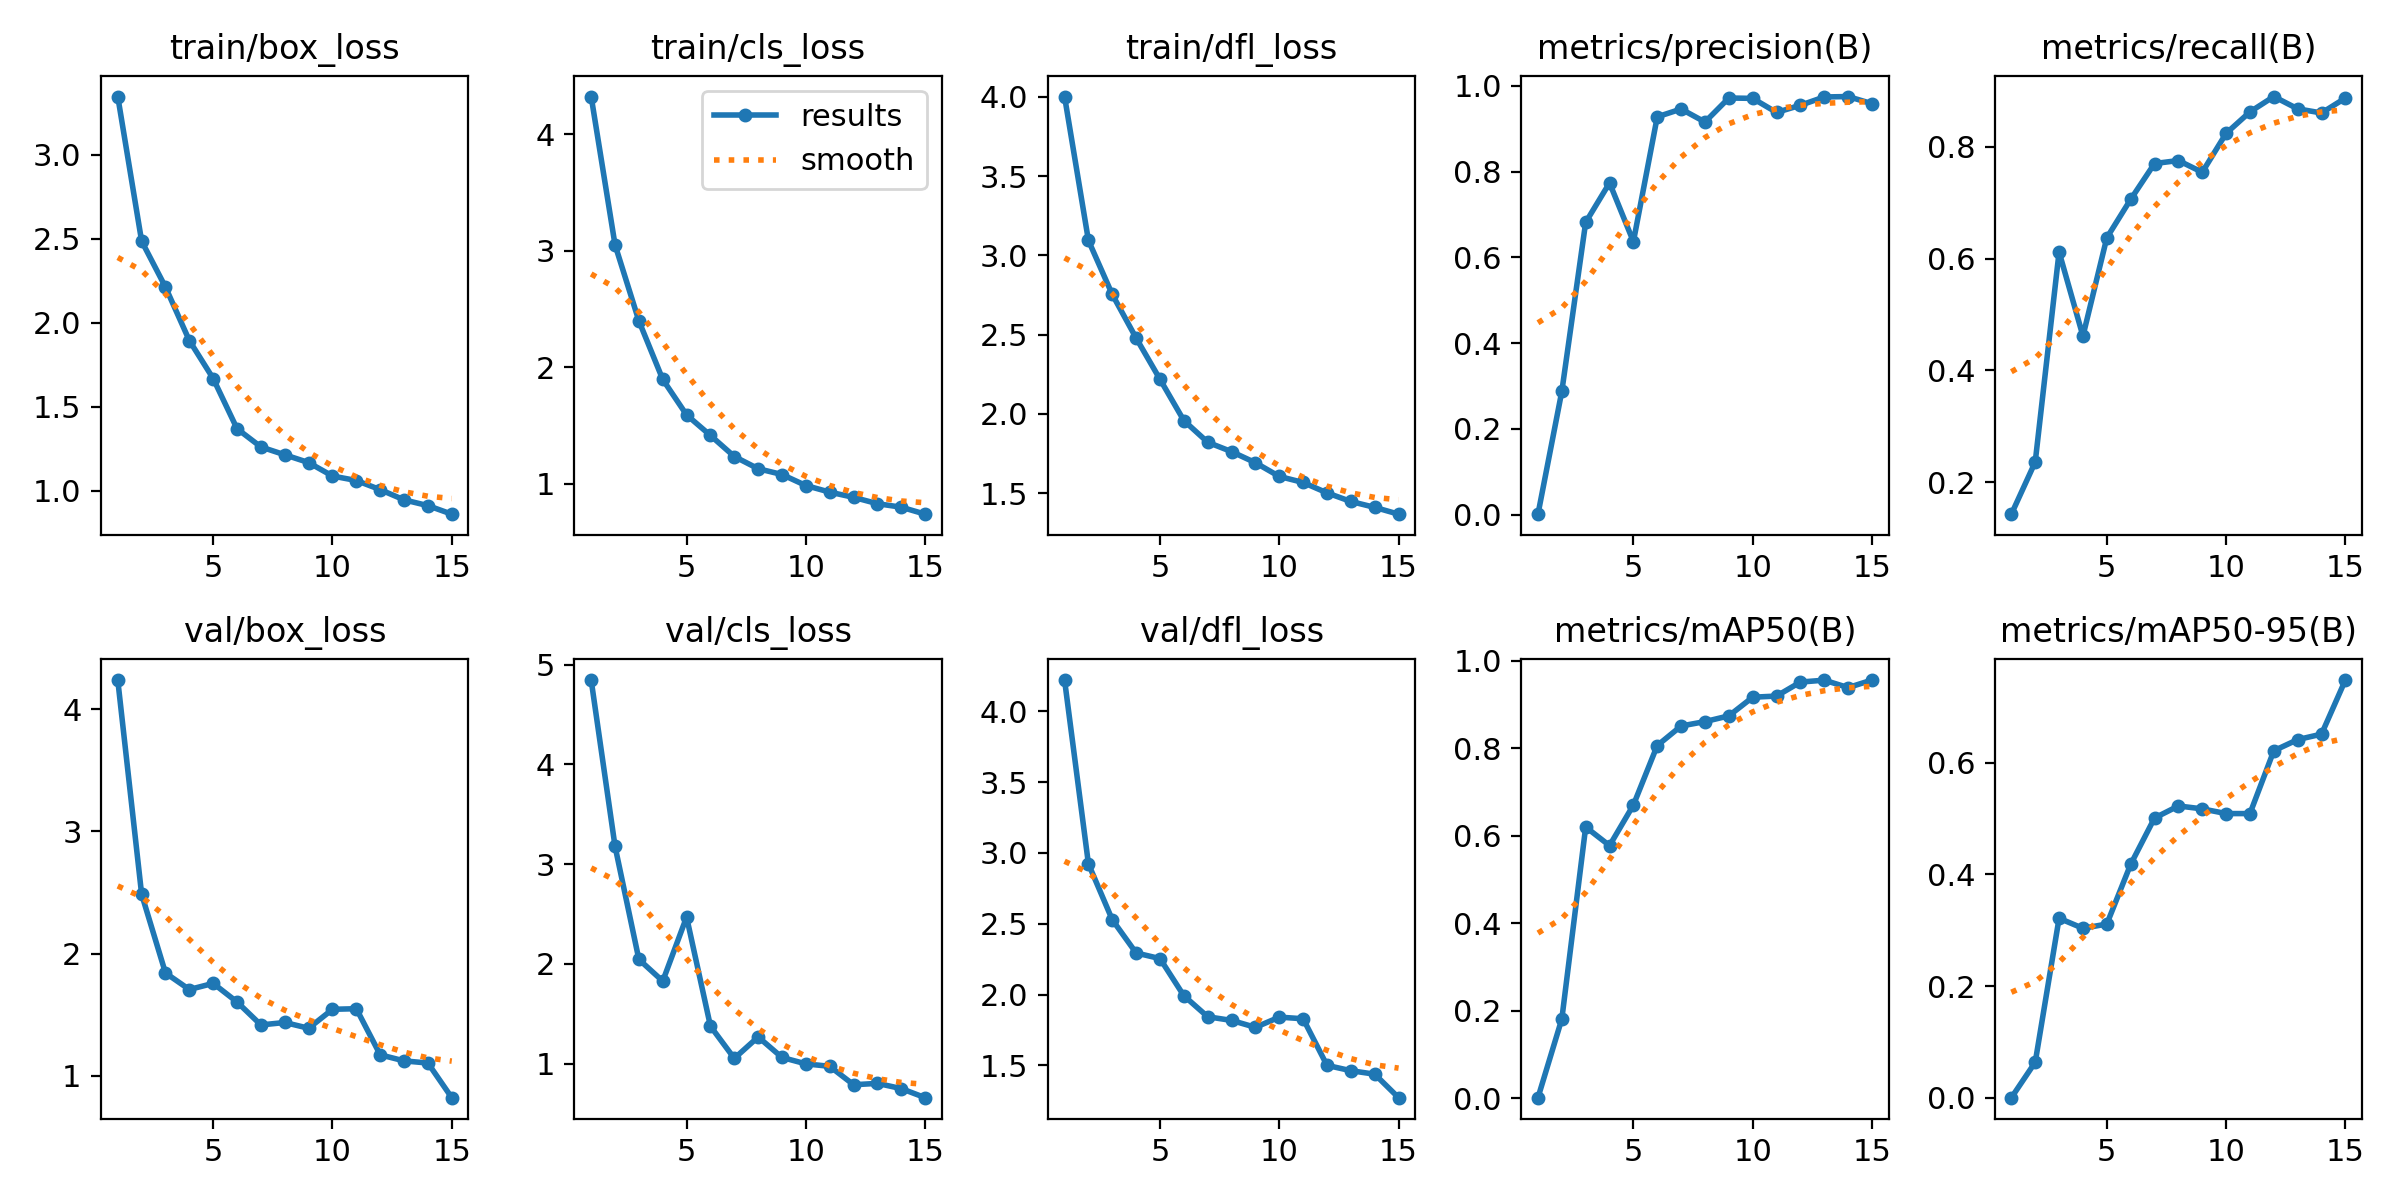 train/box_loss
3.0
2.5
2.0
1.5
1.0
5 10 15
train/cls_loss
results
smooth
4
3
2
1
5 10 15
train/dfl_loss
4.0
3.5
3.0
2.5
2.0
1.5
5 10 15
metrics/precision(B)
1.0
0.8
0.6
0.4
0.2
0.0
5 10 15
metrics/recall(B)
0.8
0.6
0.4
0.2
5 10 15
val/box_loss
4
3
2
1
5 10 15
val/cls_loss
5
4
3
2
1
5 10 15
val/dfl_loss
4.0
3.5
3.0
2.5
2.0
1.5
5 10 15
metrics/mAP50(B)
1.0
0.8
0.6
0.4
0.2
0.0
5 10 15
metrics/mAP50-95(B)
0.6
0.4
0.2
0.0
5 10 15